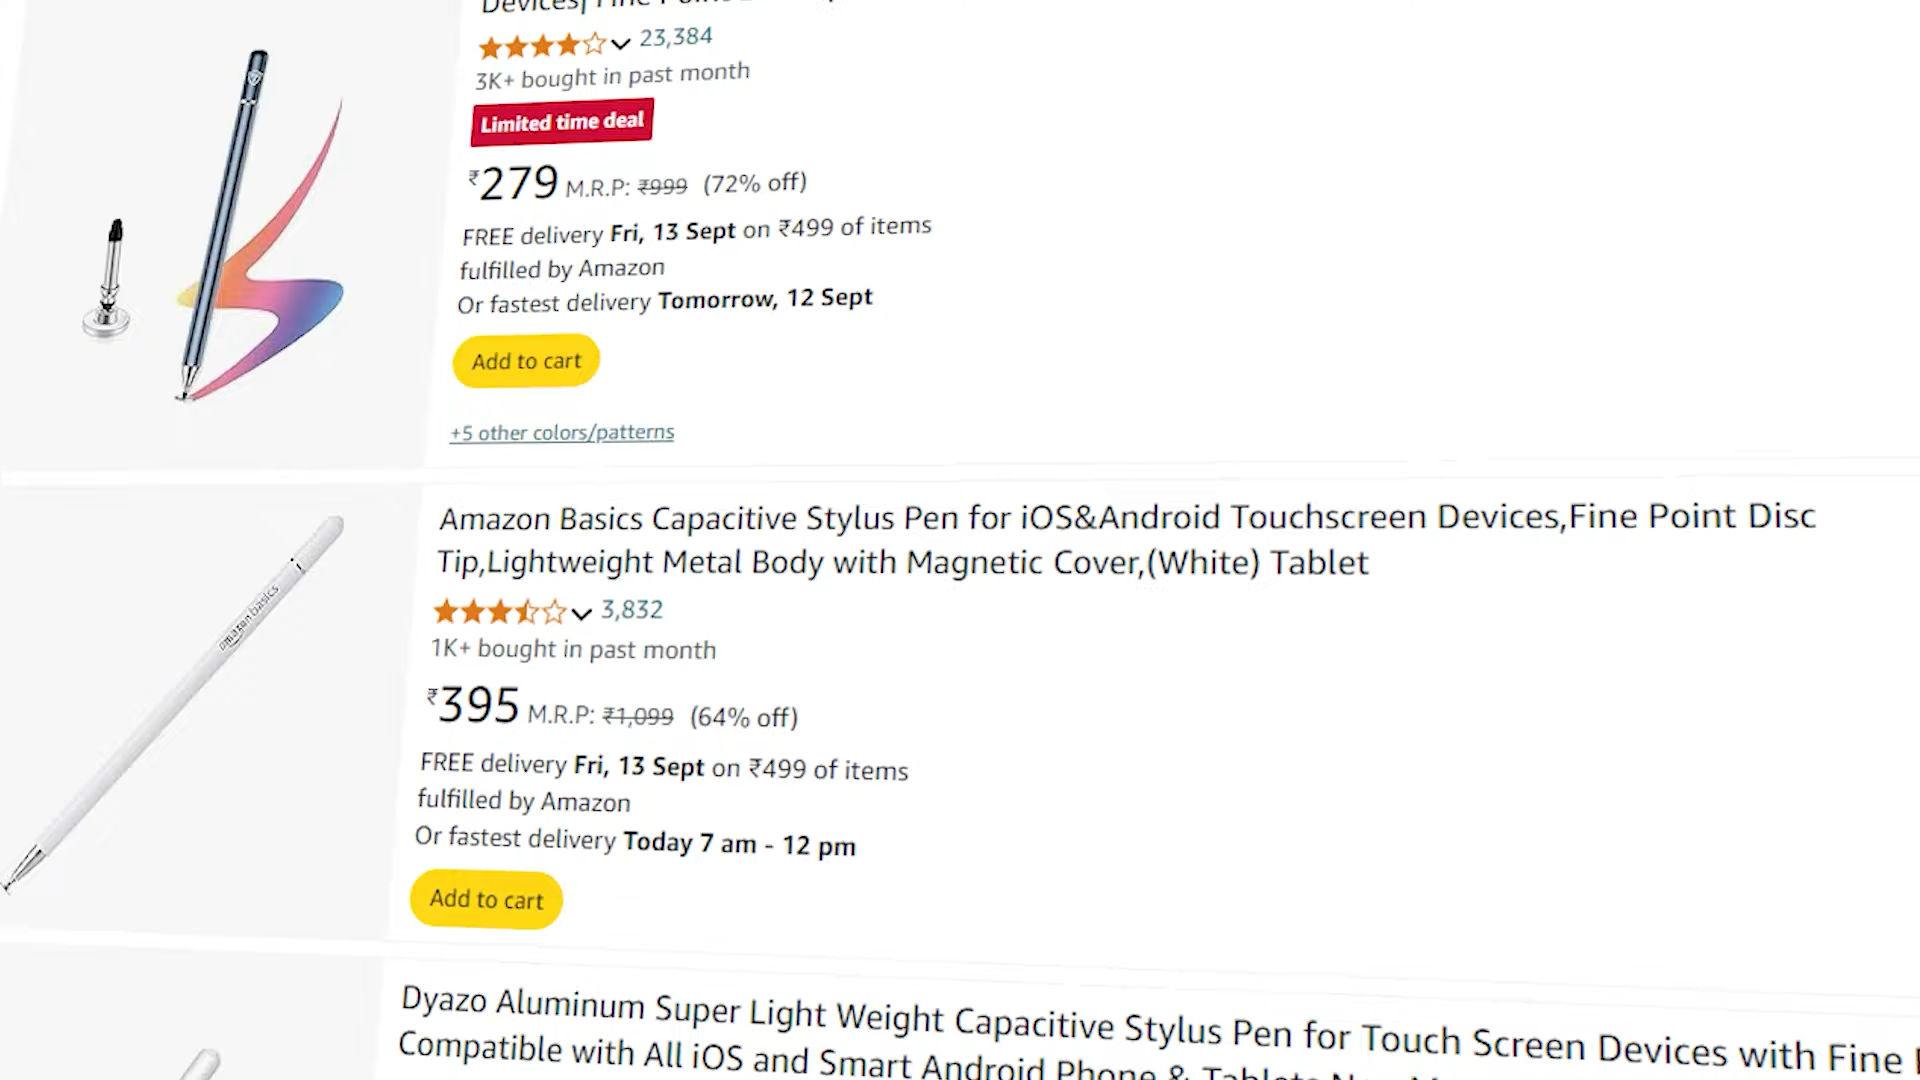 23,384
3K+ bought in past month
Limited time deal
₹279 M.R.P: ₹999 (72% off)
FREE delivery Fri, 13 Sept on ₹499 of items
fulfilled by Amazon
Or fastest delivery Tomorrow, 12 Sept
Add to cart
+5 other colors/patterns
amazon basics
Amazon Basics Capacitive Stylus Pen for iOS&Android Touchscreen Devices,Fine Point Disc
Tip,Lightweight Metal Body with Magnetic Cover,(White) Tablet
3,832
1K+ bought in past month
₹395 M.R.P: ₹1,099 (64% off)
FREE delivery Fri, 13 Sept on ₹499 of items
fulfilled by Amazon
Or fastest delivery Today 7 am - 12 pm
Add to cart
Dyazo Aluminum Super Light Weight Capacitive Stylus Pen for Touch Screen Devices with Fine
Compatible with All iOS and Smart Android Phone & Tablets